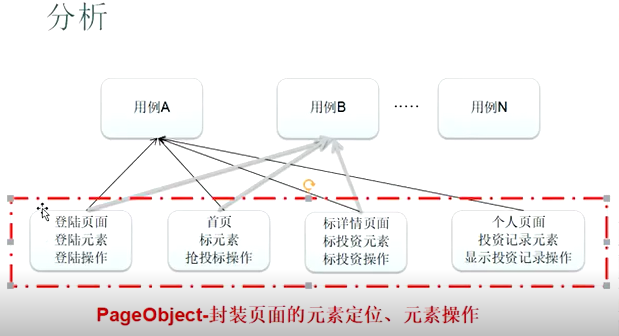 分析
用例A
用例B
.....
用例N
登陆页面
登陆元素
登陆操作
首页
标元素
抢投标操作
标详情页面
标投资元素
标投资操作
个人页面
投资记录元素
显示投资记录操作
PageObject-封装页面的元素定位、元素操作